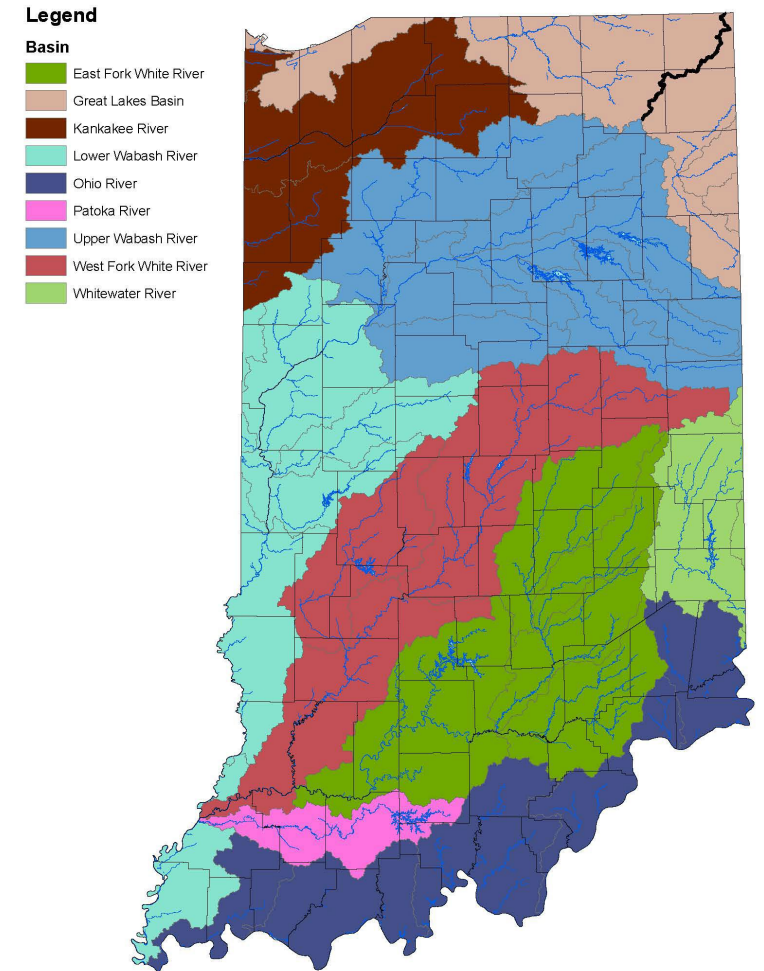 Legend
Basin
East Fork White River
Great Lakes Basin
Kankakee River
Lower Wabash River
Ohio River
Patoka River
Upper Wabash River
West Fork White River
Whitewater River